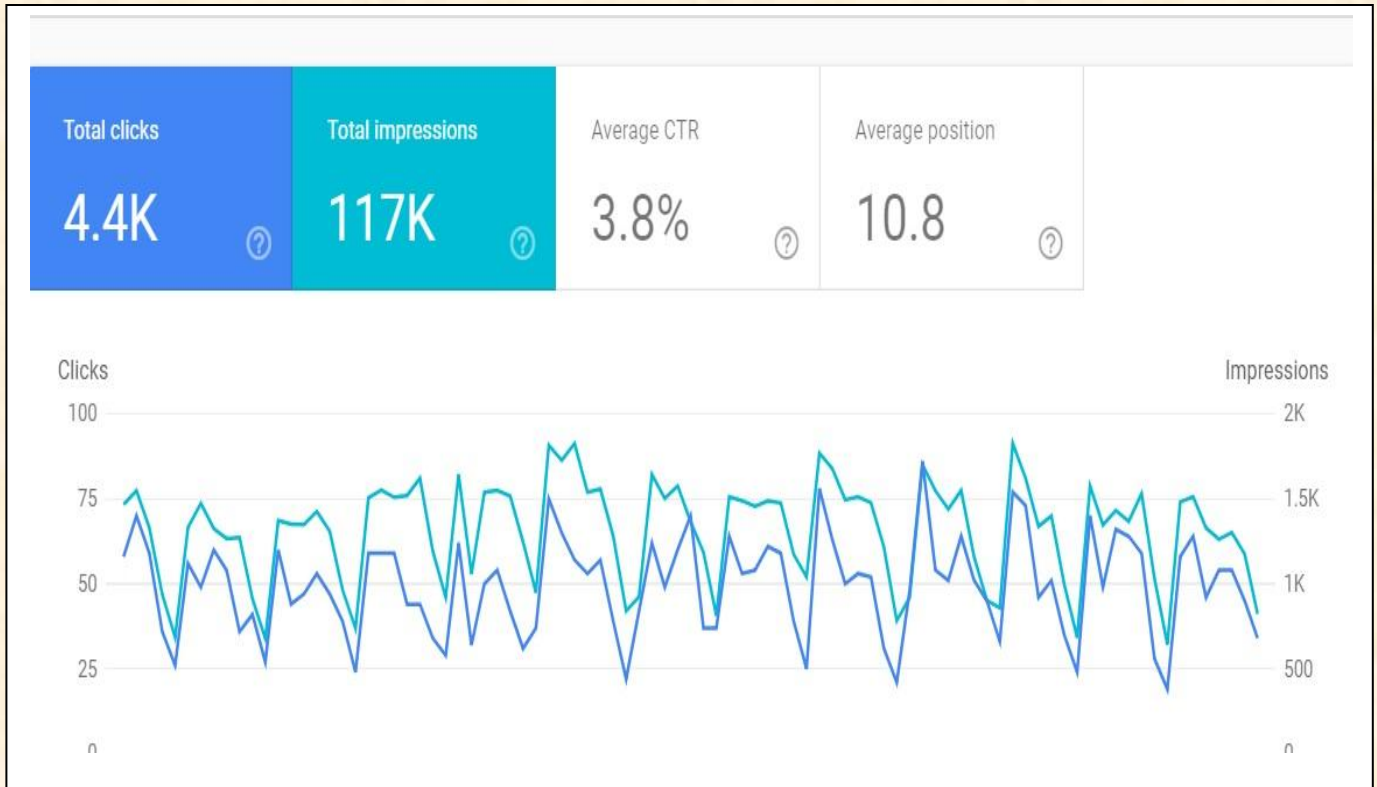 Total clicks
4.4K
Total impressions
117K
Average CTR
3.8%
Average position
10.8
Clicks
Impressions
100
2K
75
1.5K
50
1K
25
500
0
0